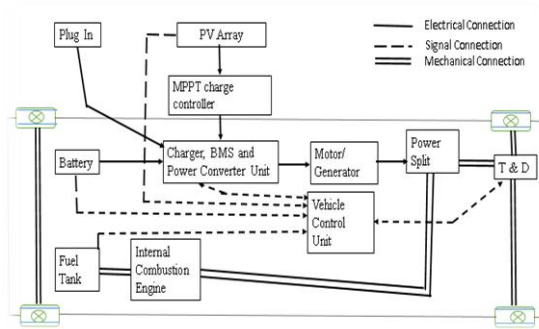 Plug In
PV Array
Electrical Connection
Signal Connection
Mechanical Connection
MPPT charge
controller
Battery
Charger, BMS and
Power Converter Unit
Motor/
Generator
Power
Split
T & D
Vehicle
Control
Unit
Fuel
Tank
Internal
Combustion
Engine